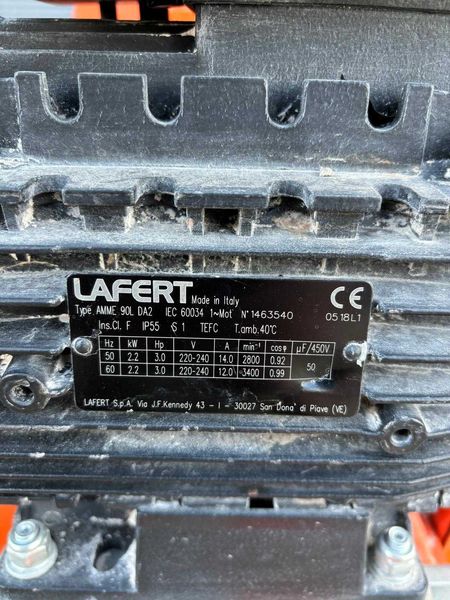 LAFERT Made in Italy CE
Type AMME 90L DA2 IEC 60034 1~Mot N°1463540 0518L1
Ins.Cl. F IP55 S1 TEFC T.amb.40°C
Hz kW Hp V A min⁻¹ cosφ µF/450V
50 2.2 3.0 220-240 14.0 2800 0.92 50
60 2.2 3.0 220-240 12.0 3400 0.99
LAFERT S.p.A. Via J.F.Kennedy 43 - I - 30027 San Dona' di Piave (VE)